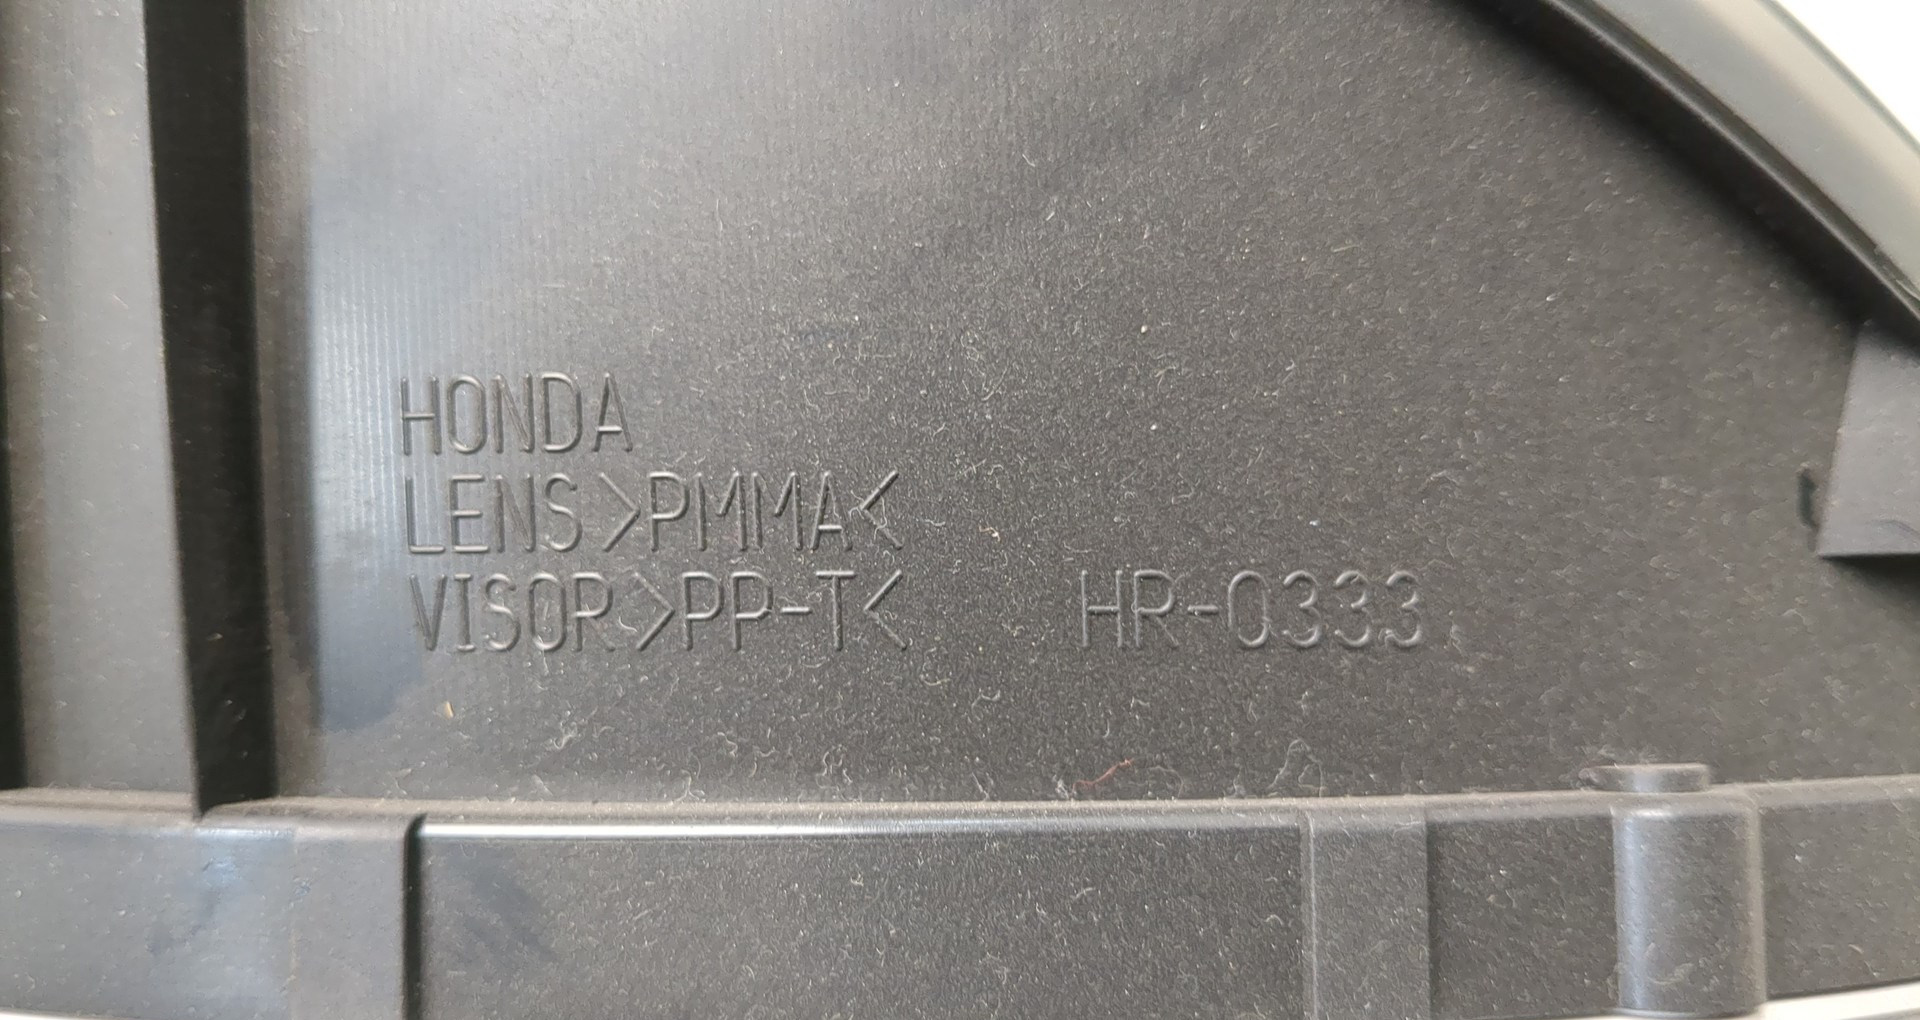 HONDA
LENS>PMMA<
VISOR>PP-T< HR-0333